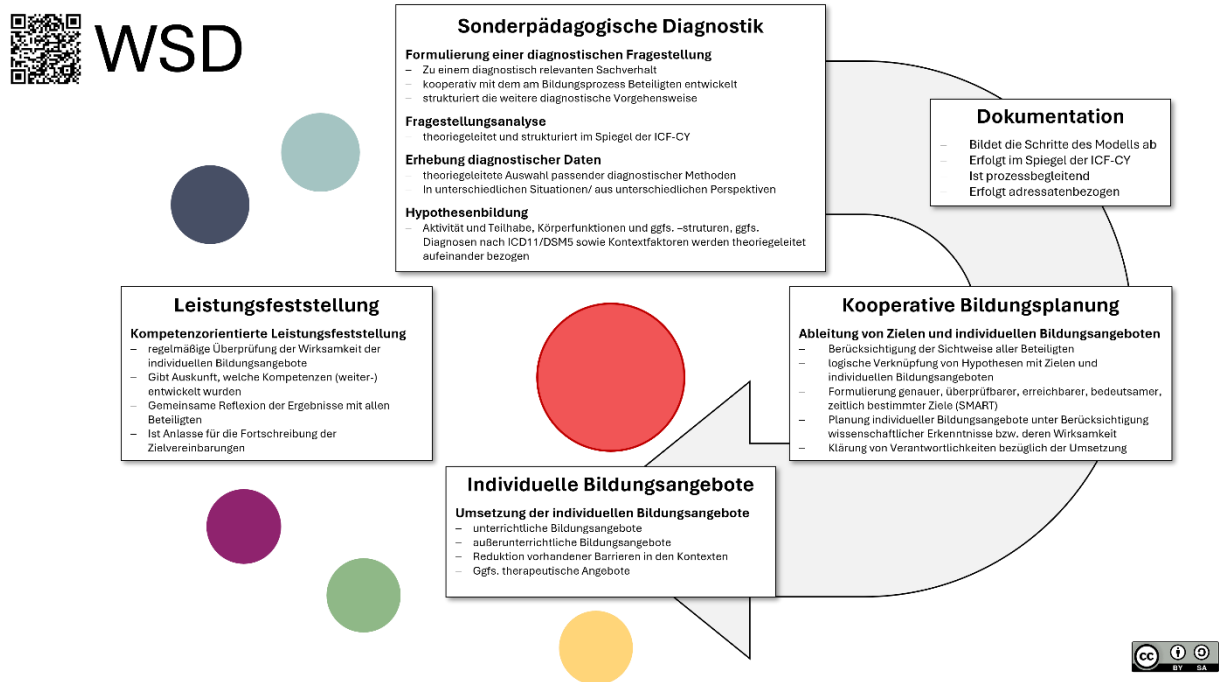 WSD
Sonderpädagogische Diagnostik
Formulierung einer diagnostischen Fragestellung
– Zu einem diagnostisch relevanten Sachverhalt
– kooperativ mit dem am Bildungsprozess Beteiligten entwickelt
– strukturiert die weitere diagnostische Vorgehensweise
Fragestellungsanalyse
– theoriegeleitet und strukturiert im Spiegel der ICF-CY
Erhebung diagnostischer Daten
– theoriegeleitete Auswahl passender diagnostischer Methoden
– In unterschiedlichen Situationen/ aus unterschiedlichen Perspektiven
Hypothesenbildung
– Aktivität und Teilhabe, Körperfunktionen und ggfs. –struturen, ggfs.
Diagnosen nach ICD11/DSM5 sowie Kontextfaktoren werden theoriegeleitet
aufeinander bezogen
Dokumentation
– Bildet die Schritte des Modells ab
– Erfolgt im Spiegel der ICF-CY
Ist prozessbegleitend
– Erfolgt adressatenbezogen
Leistungsfeststellung
Kompetenzorientierte Leistungsfeststellung
– regelmäßige Überprüfung der Wirksamkeit der
individuellen Bildungsangebote
– Gibt Auskunft, welche Kompetenzen (weiter-)
entwickelt wurden
– Gemeinsame Reflexion der Ergebnisse mit allen
Beteiligten
– Ist Anlasse für die Fortschreibung der
Zielvereinbarungen
Kooperative Bildungsplanung
Ableitung von Zielen und individuellen Bildungsangeboten
– Berücksichtigung der Sichtweise aller Beteiligten
– logische Verknüpfung von Hypothesen mit Zielen und
individuellen Bildungsangeboten
– Formulierung genauer, überprüfbarer, erreichbarer, bedeutsamer,
zeitlich bestimmter Ziele (SMART)
– Planung individueller Bildungsangebote unter Berücksichtigung
wissenschaftlicher Erkenntnisse bzw. deren Wirksamkeit
– Klärung von Verantwortlichkeiten bezüglich der Umsetzung
Individuelle Bildungsangebote
Umsetzung der individuellen Bildungsangebote
– unterrichtliche Bildungsangebote
– außerunterrichtliche Bildungsangebote
– Reduktion vorhandener Barrieren in den Kontexten
– Ggfs. therapeutische Angebote
cc BY SA